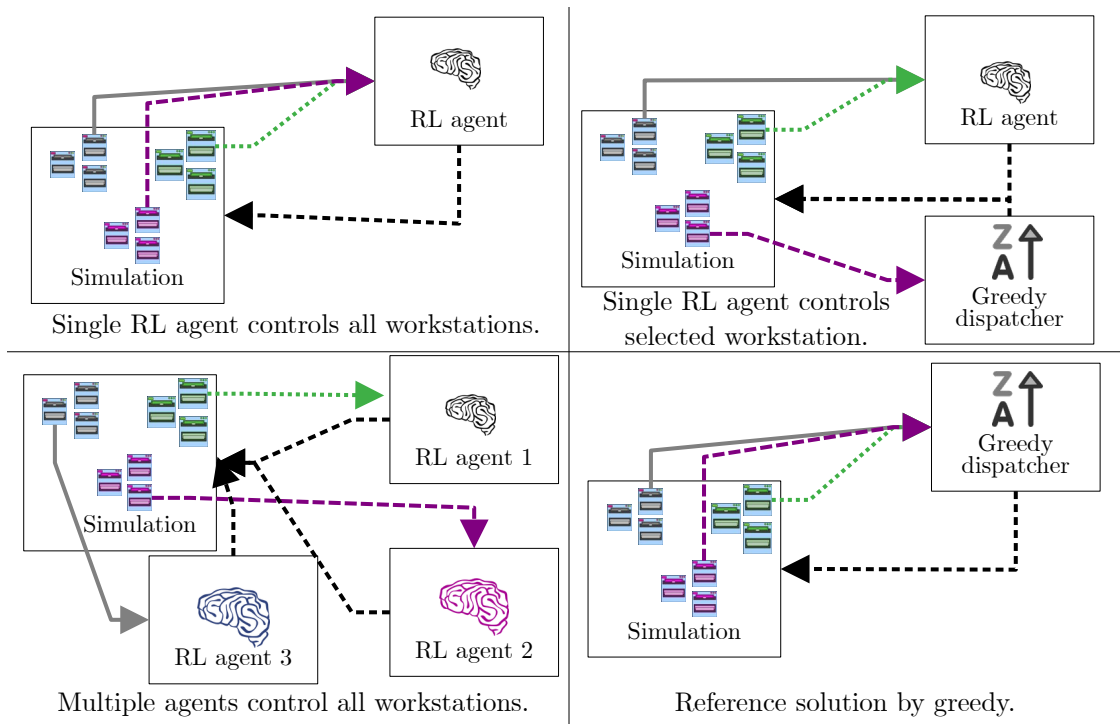 RL agent
Simulation
Single RL agent controls all workstations.
RL agent
Z
A
Greedy
dispatcher
Simulation
Single RL agent controls
selected workstation.
RL agent 1
Simulation
RL agent 2
RL agent 3
Multiple agents control all workstations.
Z
A
Greedy
dispatcher
Simulation
Reference solution by greedy.